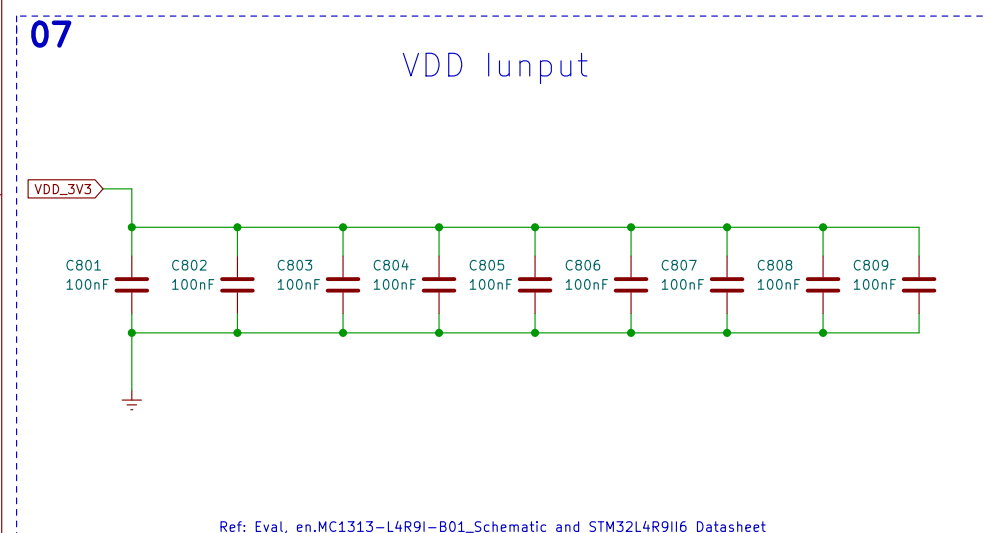 07
VDD Iunput
VDD_3V3
C801 C802 C803 C804 C805 C806 C807 C808 C809
100nF 100nF 100nF 100nF 100nF 100nF 100nF 100nF 100nF
Ref: Eval, en.MC1313-L4R9I-B01_Schematic and STM32L4R9II6 Datasheet